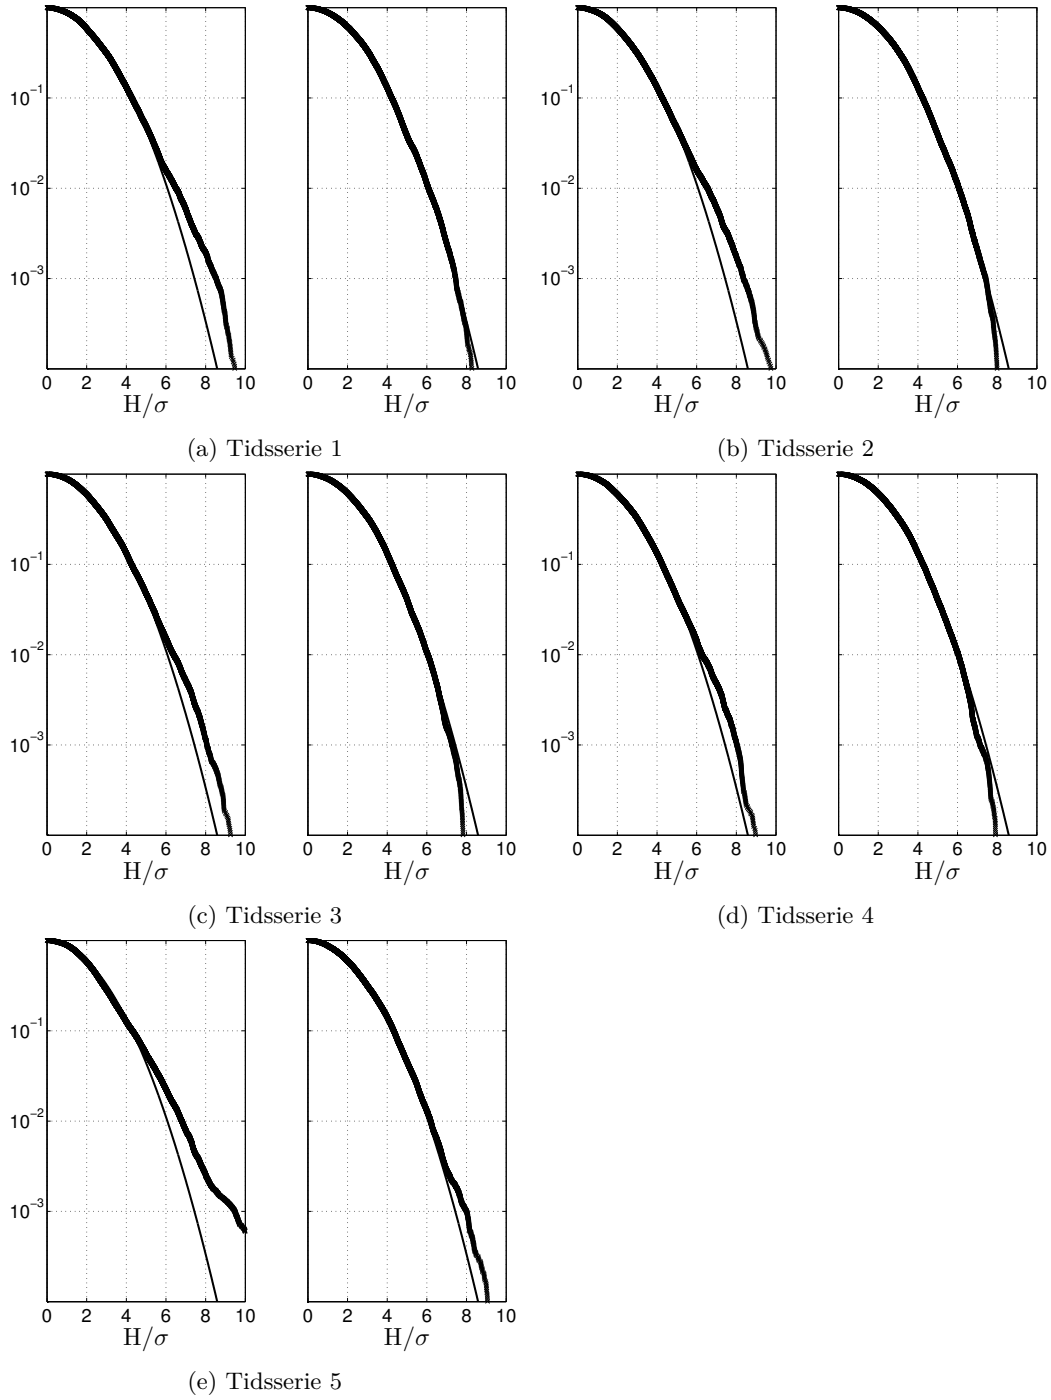 10⁻¹
10⁻²
10⁻³
0 2 4 6 8 10 0 2 4 6 8 10
H/σ H/σ
(a) Tidsserie 1
10⁻¹
10⁻²
10⁻³
0 2 4 6 8 10 0 2 4 6 8 10
H/σ H/σ
(b) Tidsserie 2
10⁻¹
10⁻²
10⁻³
0 2 4 6 8 10 0 2 4 6 8 10
H/σ H/σ
(c) Tidsserie 3
10⁻¹
10⁻²
10⁻³
0 2 4 6 8 10 0 2 4 6 8 10
H/σ H/σ
(d) Tidsserie 4
10⁻¹
10⁻²
10⁻³
0 2 4 6 8 10 0 2 4 6 8 10
H/σ H/σ
(e) Tidsserie 5